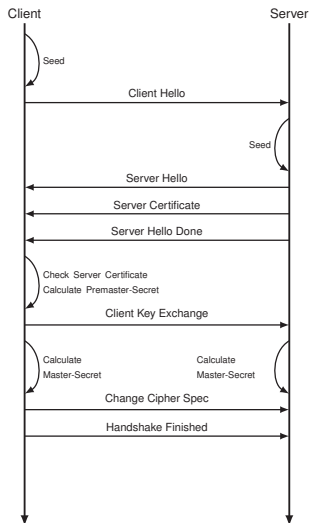 Client Server
Seed
Client Hello
Seed
Server Hello
Server Certificate
Server Hello Done
Check Server Certificate
Calculate Premaster-Secret
Client Key Exchange
Calculate
Master-Secret
Calculate
Master-Secret
Change Cipher Spec
Handshake Finished